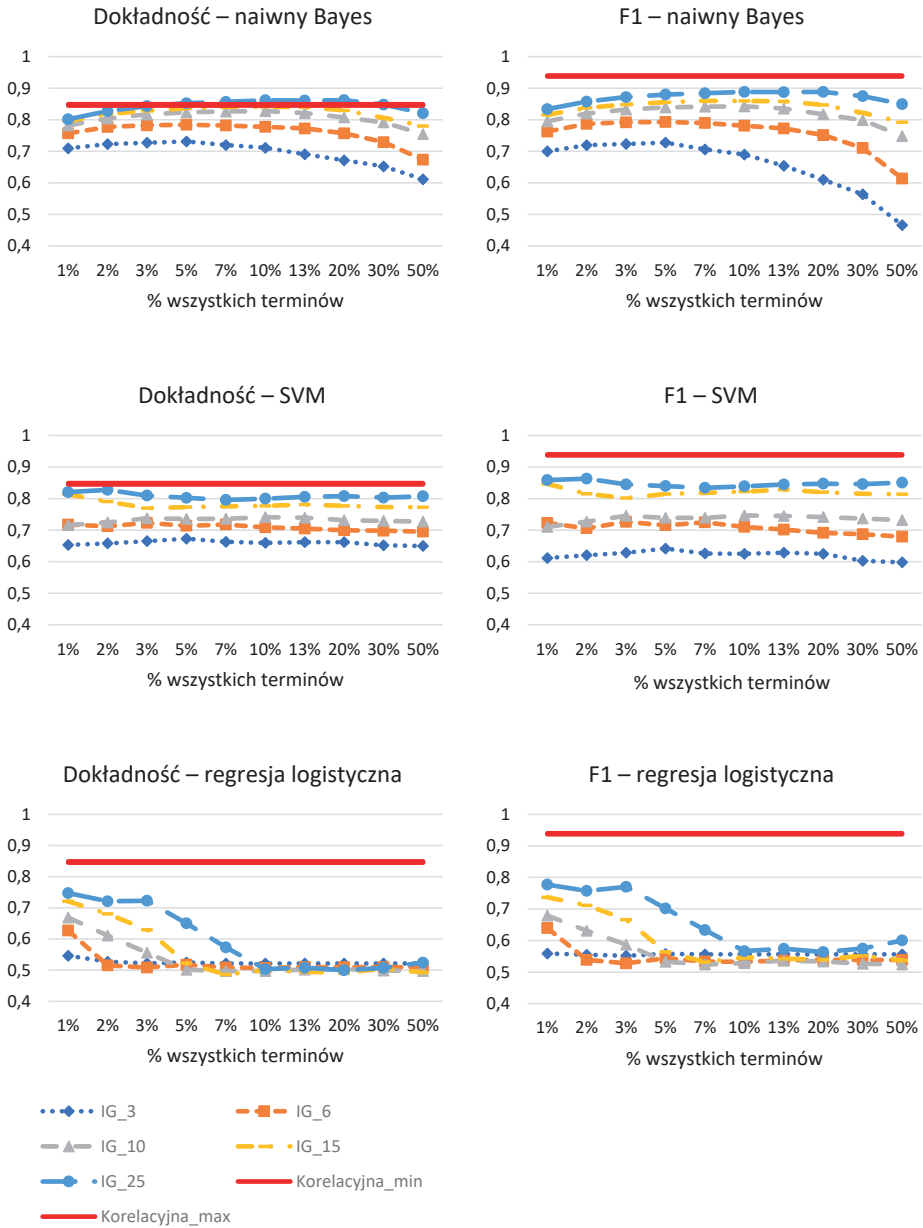 Dokładność – naiwny Bayes
1
0,9
0,8
0,7
0,6
0,5
0,4
1% 2% 3% 5% 7% 10% 13% 20% 30% 50%
% wszystkich terminów
F1 – naiwny Bayes
1
0,9
0,8
0,7
0,6
0,5
0,4
1% 2% 3% 5% 7% 10% 13% 20% 30% 50%
% wszystkich terminów
Dokładność – SVM
1
0,9
0,8
0,7
0,6
0,5
0,4
1% 2% 3% 5% 7% 10% 13% 20% 30% 50%
% wszystkich terminów
F1 – SVM
1
0,9
0,8
0,7
0,6
0,5
0,4
1% 2% 3% 5% 7% 10% 13% 20% 30% 50%
% wszystkich terminów
Dokładność – regresja logistyczna
1
0,9
0,8
0,7
0,6
0,5
0,4
1% 2% 3% 5% 7% 10% 13% 20% 30% 50%
% wszystkich terminów
F1 – regresja logistyczna
1
0,9
0,8
0,7
0,6
0,5
0,4
1% 2% 3% 5% 7% 10% 13% 20% 30% 50%
% wszystkich terminów
IG_3
IG_6
IG_10
IG_15
IG_25
Korelacyjna_min
Korelacyjna_max